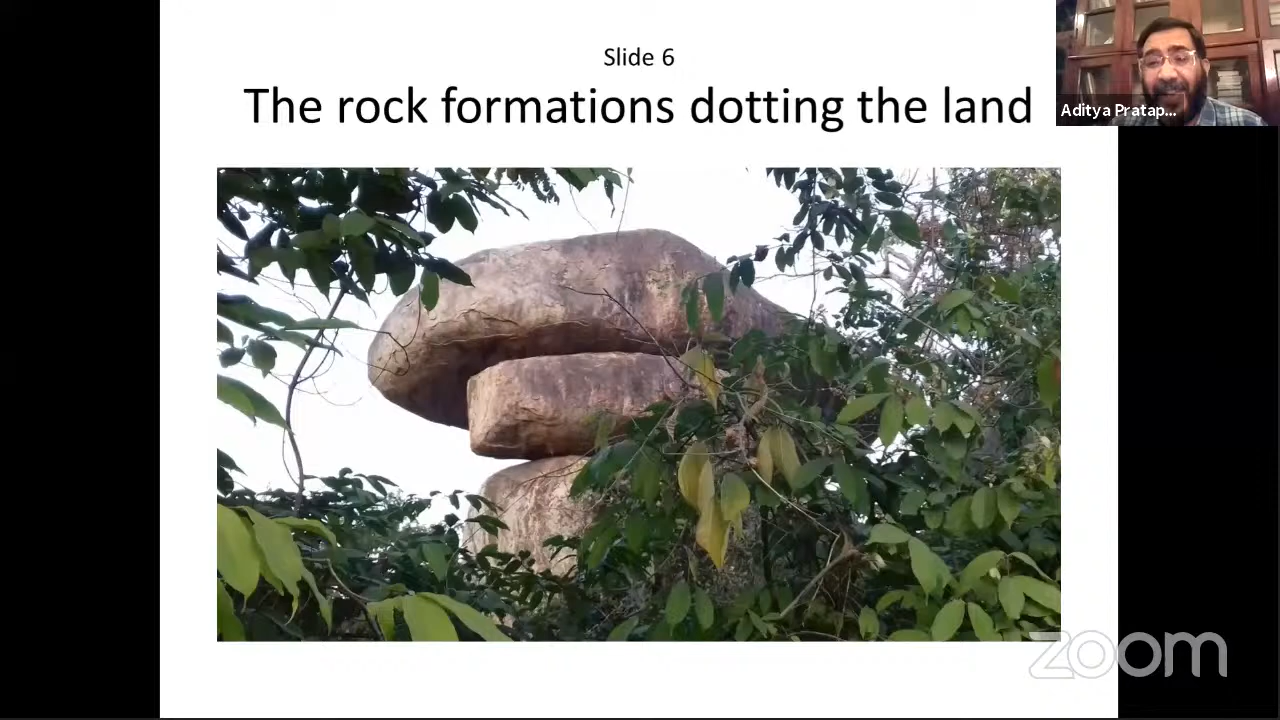 Slide 6
The rock formations dotting the land
Aditya Pratap...
zoom